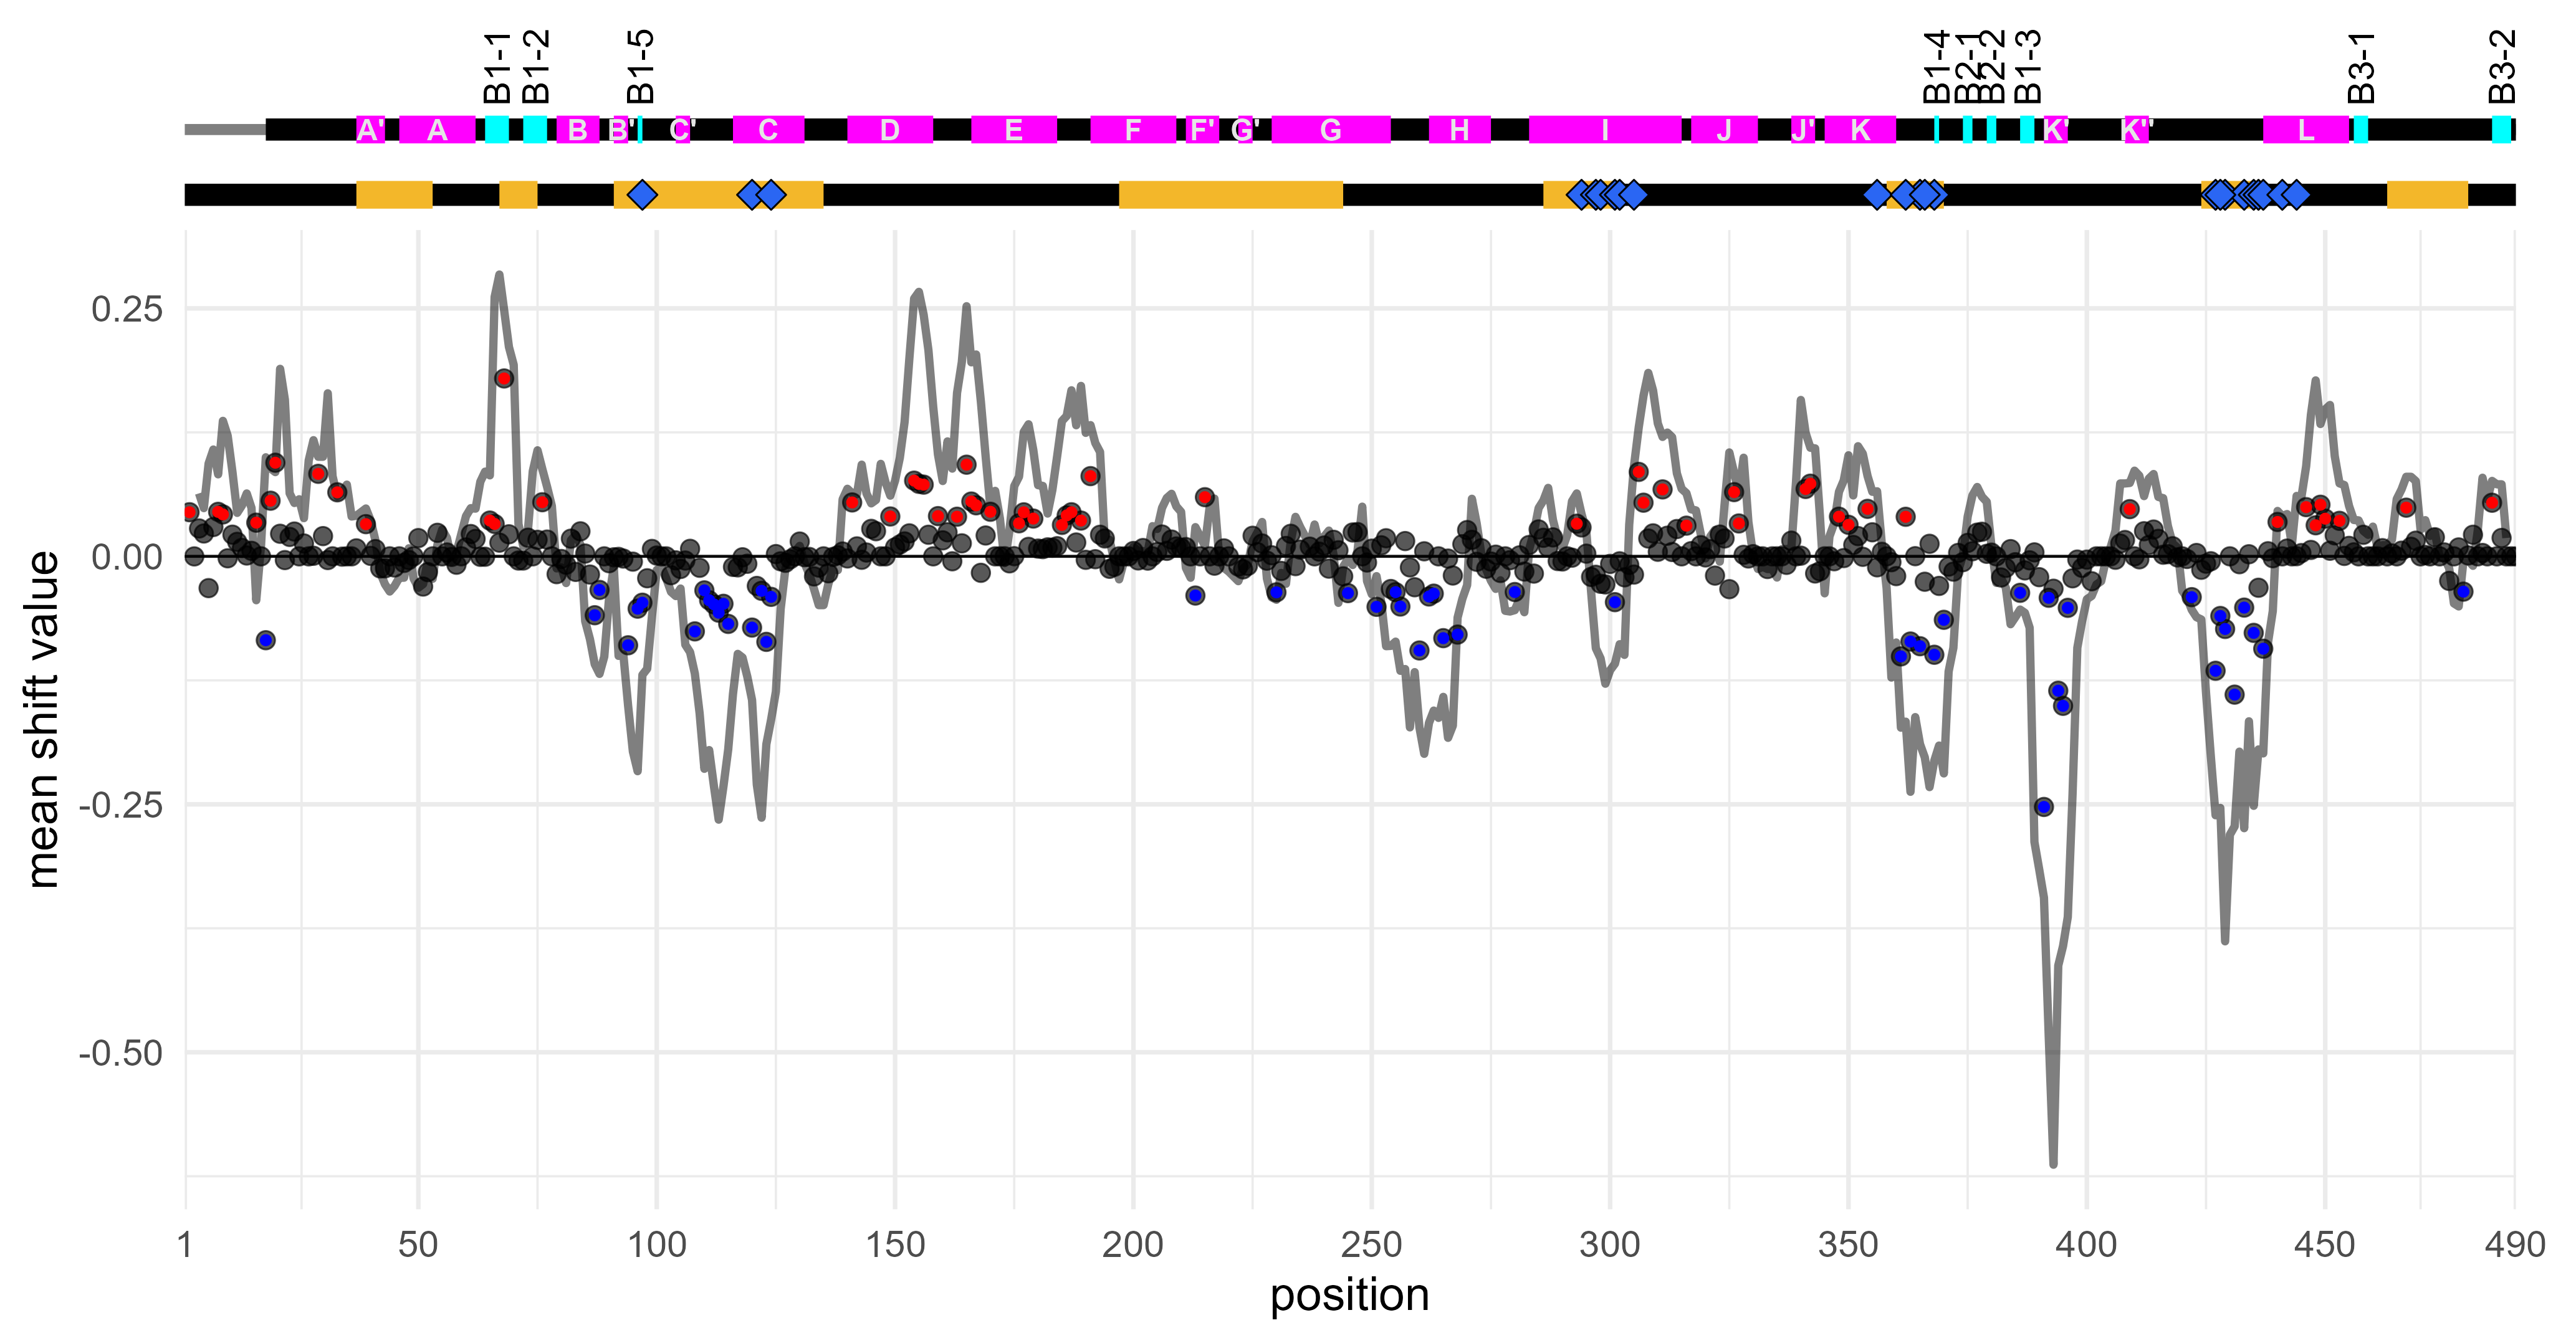 B1-1 B1-2 B1-5 B1-4 B2-1 B2-2 B1-3 B3-1 B3-2
A' A B B' C' C D E F F' G' G H I J J' K K' K'' L
0.25
0.00
-0.25
-0.50
mean shift value
1 50 100 150 200 250 300 350 400 450 490
position